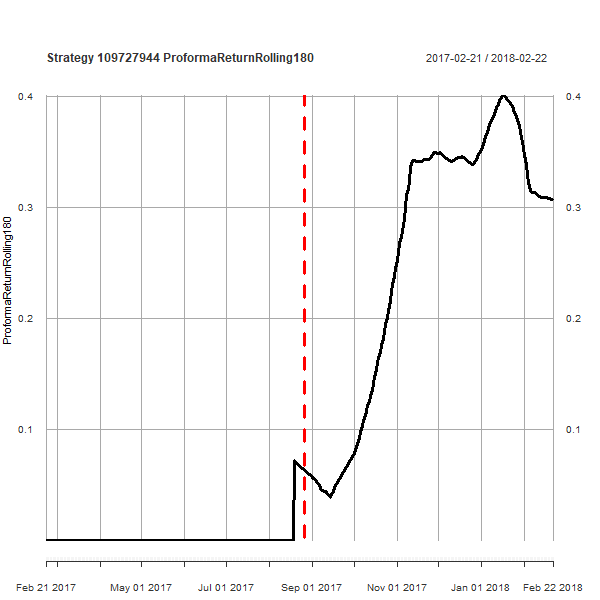 Strategy 109727944 ProformaReturnRolling180 2017-02-21 / 2018-02-22
0.4 0.4
0.3 0.3
0.2 0.2
0.1 0.1
ProformaReturnRolling180
Feb 21 2017 May 01 2017 Jul 01 2017 Sep 01 2017 Nov 01 2017 Jan 01 2018 Feb 22 2018